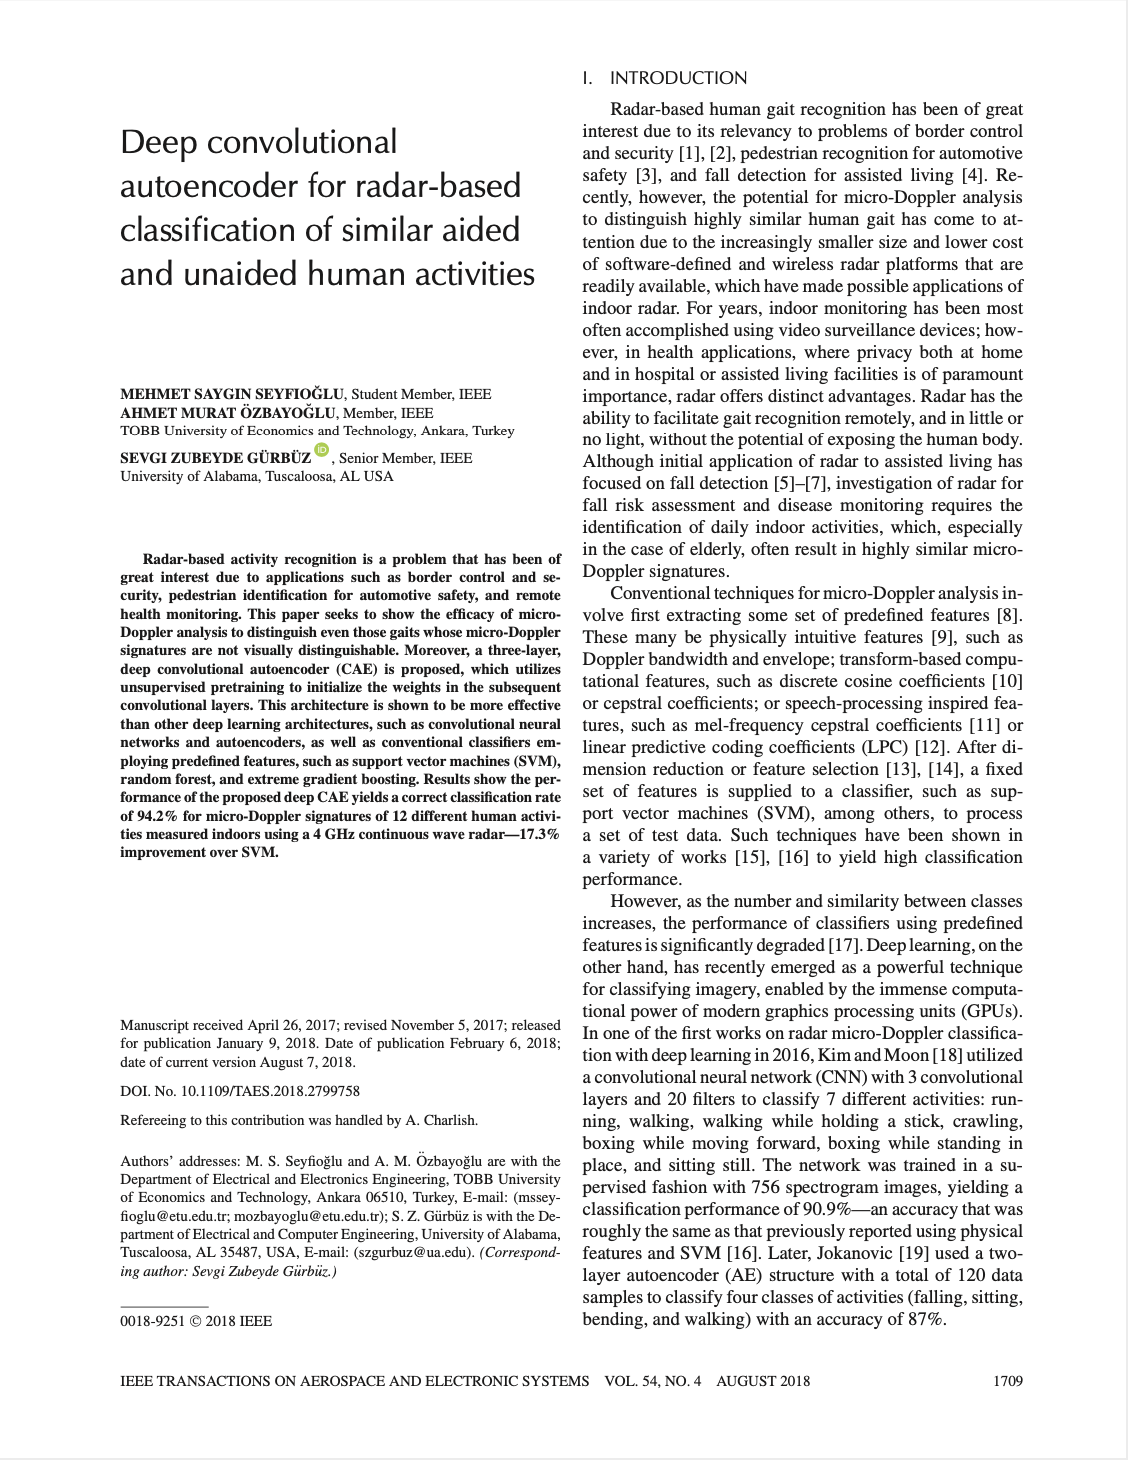 Deep convolutional
autoencoder for radar-based
classification of similar aided
and unaided human activities
MEHMET SAYGIN SEYFIOĞLU, Student Member, IEEE
AHMET MURAT ÖZBAYOĞLU, Member, IEEE
TOBB University of Economics and Technology, Ankara, Turkey
SEVGI ZUBEYDE GÜRBÜZ iD , Senior Member, IEEE
University of Alabama, Tuscaloosa, AL USA
Radar-based activity recognition is a problem that has been of
great interest due to applications such as border control and se-
curity, pedestrian identification for automotive safety, and remote
health monitoring. This paper seeks to show the efficacy of micro-
Doppler analysis to distinguish even those gaits whose micro-Doppler
signatures are not visually distinguishable. Moreover, a three-layer,
deep convolutional autoencoder (CAE) is proposed, which utilizes
unsupervised pretraining to initialize the weights in the subsequent
convolutional layers. This architecture is shown to be more effective
than other deep learning architectures, such as convolutional neural
networks and autoencoders, as well as conventional classifiers em-
ploying predefined features, such as support vector machines (SVM),
random forest, and extreme gradient boosting. Results show the per-
formance of the proposed deep CAE yields a correct classification rate
of 94.2% for micro-Doppler signatures of 12 different human activi-
ties measured indoors using a 4 GHz continuous wave radar—17.3%
improvement over SVM.
Manuscript received April 26, 2017; revised November 5, 2017; released
for publication January 9, 2018. Date of publication February 6, 2018;
date of current version August 7, 2018.
DOI. No. 10.1109/TAES.2018.2799758
Refereeing to this contribution was handled by A. Charlish.
Authors' addresses: M. S. Seyfioğlu and A. M. Özbayoğlu are with the
Department of Electrical and Electronics Engineering, TOBB University
of Economics and Technology, Ankara 06510, Turkey, E-mail: (mssey-
fioglu@etu.edu.tr; mozbayoglu@etu.edu.tr); S. Z. Gürbüz is with the De-
partment of Electrical and Computer Engineering, University of Alabama,
Tuscaloosa, AL 35487, USA, E-mail: (szgurbuz@ua.edu). (Correspond-
ing author: Sevgi Zubeyde Gürbüz.)
0018-9251 © 2018 IEEE
I. INTRODUCTION
Radar-based human gait recognition has been of great
interest due to its relevancy to problems of border control
and security [1], [2], pedestrian recognition for automotive
safety [3], and fall detection for assisted living [4]. Re-
cently, however, the potential for micro-Doppler analysis
to distinguish highly similar human gait has come to at-
tention due to the increasingly smaller size and lower cost
of software-defined and wireless radar platforms that are
readily available, which have made possible applications of
indoor radar. For years, indoor monitoring has been most
often accomplished using video surveillance devices; how-
ever, in health applications, where privacy both at home
and in hospital or assisted living facilities is of paramount
importance, radar offers distinct advantages. Radar has the
ability to facilitate gait recognition remotely, and in little or
no light, without the potential of exposing the human body.
Although initial application of radar to assisted living has
focused on fall detection [5]–[7], investigation of radar for
fall risk assessment and disease monitoring requires the
identification of daily indoor activities, which, especially
in the case of elderly, often result in highly similar micro-
Doppler signatures.
Conventional techniques for micro-Doppler analysis in-
volve first extracting some set of predefined features [8].
These many be physically intuitive features [9], such as
Doppler bandwidth and envelope; transform-based compu-
tational features, such as discrete cosine coefficients [10]
or cepstral coefficients; or speech-processing inspired fea-
tures, such as mel-frequency cepstral coefficients [11] or
linear predictive coding coefficients (LPC) [12]. After di-
mension reduction or feature selection [13], [14], a fixed
set of features is supplied to a classifier, such as sup-
port vector machines (SVM), among others, to process
a set of test data. Such techniques have been shown in
a variety of works [15], [16] to yield high classification
performance.
However, as the number and similarity between classes
increases, the performance of classifiers using predefined
features is significantly degraded [17]. Deep learning, on the
other hand, has recently emerged as a powerful technique
for classifying imagery, enabled by the immense computa-
tional power of modern graphics processing units (GPUs).
In one of the first works on radar micro-Doppler classifica-
tion with deep learning in 2016, Kim and Moon [18] utilized
a convolutional neural network (CNN) with 3 convolutional
layers and 20 filters to classify 7 different activities: run-
ning, walking, walking while holding a stick, crawling,
boxing while moving forward, boxing while standing in
place, and sitting still. The network was trained in a su-
pervised fashion with 756 spectrogram images, yielding a
classification performance of 90.9%—an accuracy that was
roughly the same as that previously reported using physical
features and SVM [16]. Later, Jokanovic [19] used a two-
layer autoencoder (AE) structure with a total of 120 data
samples to classify four classes of activities (falling, sitting,
bending, and walking) with an accuracy of 87%.
IEEE TRANSACTIONS ON AEROSPACE AND ELECTRONIC SYSTEMS VOL. 54, NO. 4 AUGUST 2018 1709